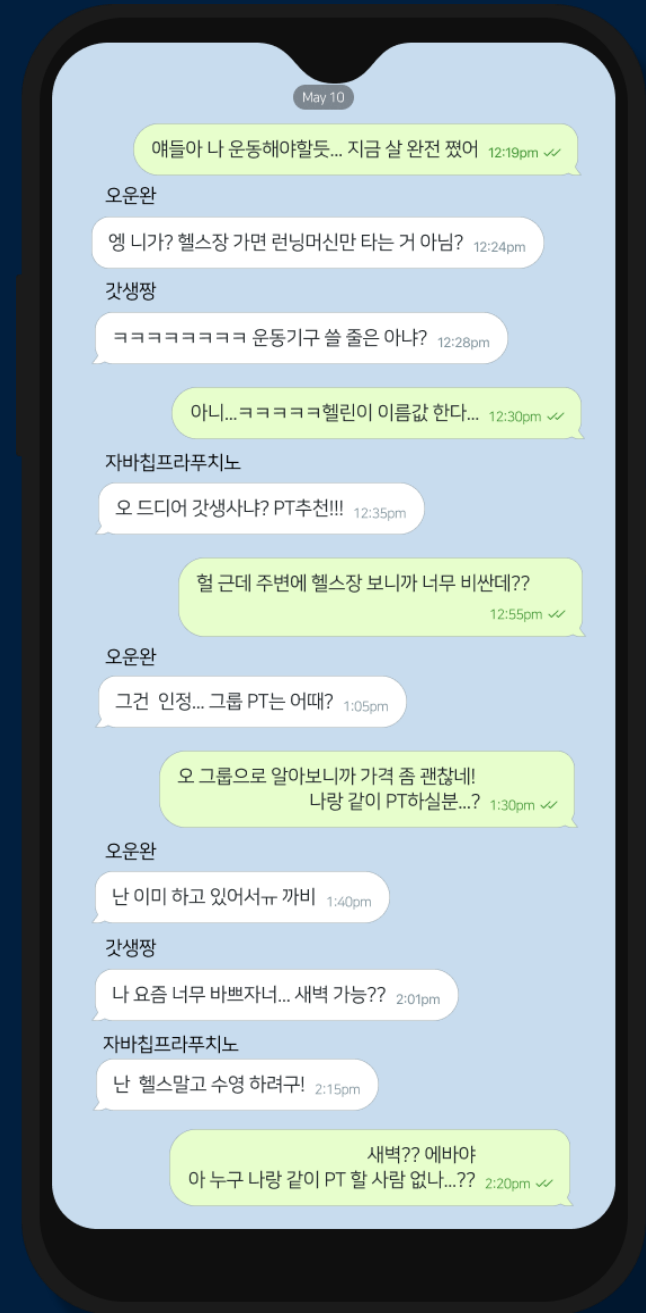 May 10
얘들아 나 운동해야할듯... 지금 살 완전 쪘어 12:19pm
오운완
엥 니가? 헬스장 가면 런닝머신만 타는 거 아님? 12:24pm
갓생짱
ㅋㅋㅋㅋㅋㅋㅋㅋ 운동기구 쓸 줄은 아냐? 12:28pm
아니...ㅋㅋㅋㅋㅋ헬린이 이름값 한다... 12:30pm
자바칩프라푸치노
오 드디어 갓생사냐? PT추천!!! 12:35pm
헐 근데 주변에 헬스장 보니까 너무 비싼데??
12:55pm
오운완
그건 인정... 그룹 PT는 어때? 1:05pm
오 그룹으로 알아보니까 가격 좀 괜찮네!
나랑 같이 PT하실분...? 1:30pm
오운완
난 이미 하고 있어서ㅠ 까비 1:40pm
갓생짱
나 요즘 너무 바쁘자너... 새벽 가능?? 2:01pm
자바칩프라푸치노
난 헬스말고 수영 하려구! 2:15pm
새벽?? 에바야
아 누구 나랑 같이 PT 할 사람 없나...?? 2:20pm